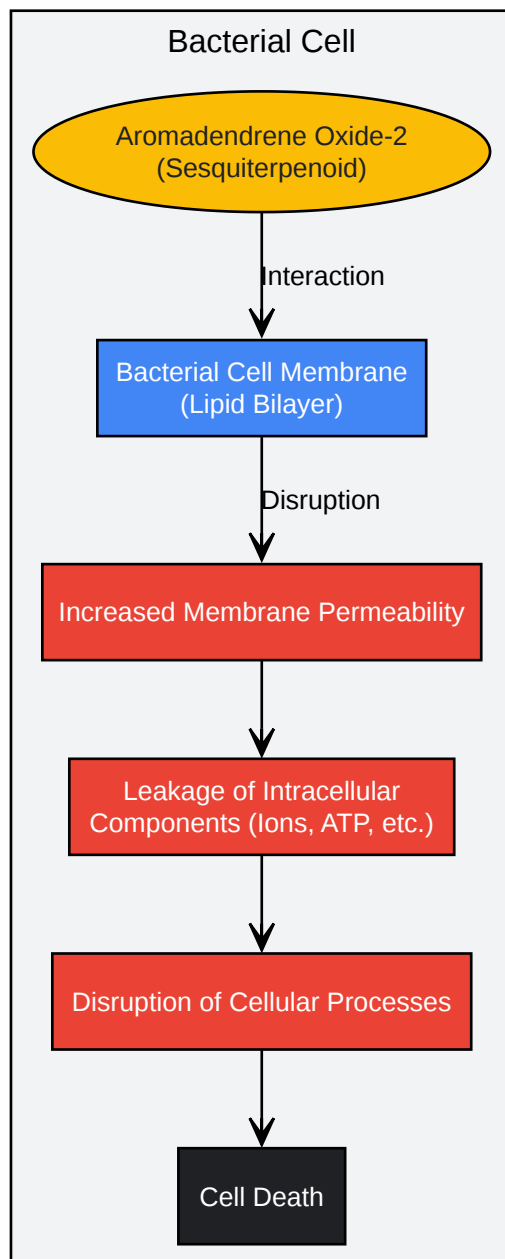 Bacterial Cell
Aromadendrene Oxide-2
(Sesquiterpenoid)
Interaction
Bacterial Cell Membrane
(Lipid Bilayer)
Disruption
Increased Membrane Permeability
Leakage of Intracellular
Components (Ions, ATP, etc.)
Disruption of Cellular Processes
Cell Death